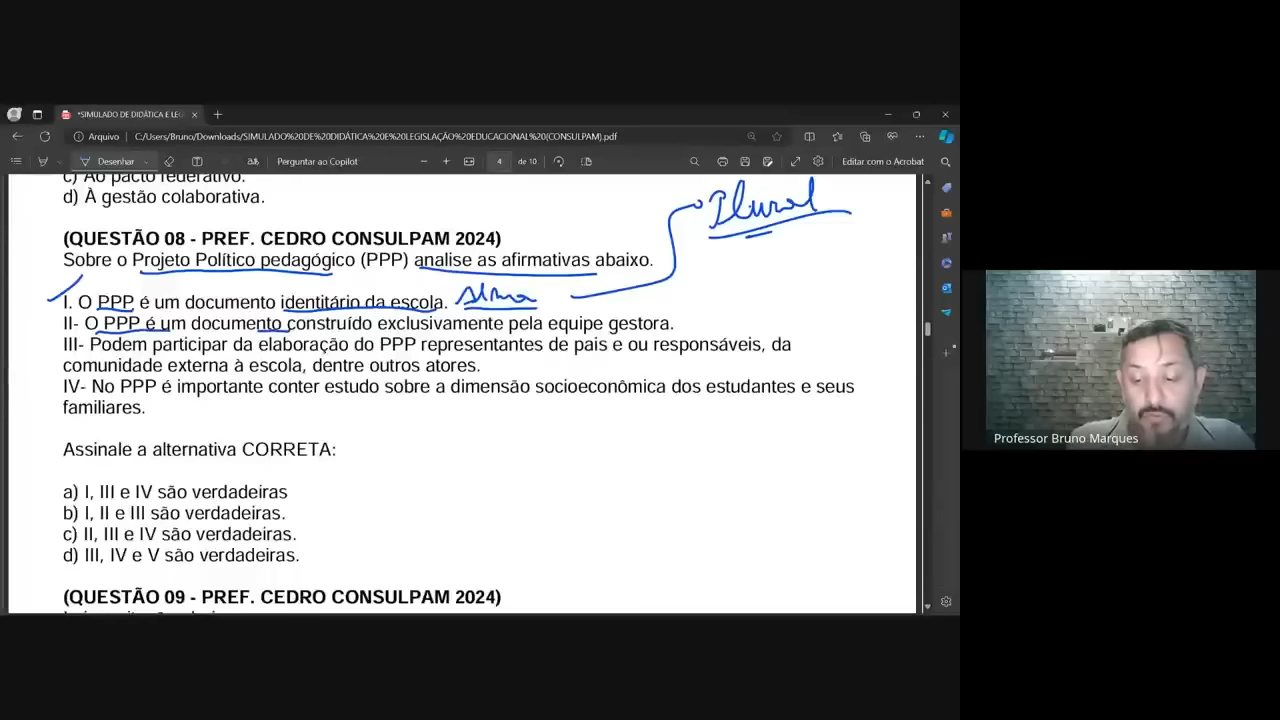 *SIMULADO DE DIDÁTICA E LEG
Arquivo C:/Users/Bruno/Downloads/SIMULADO%20DE%20DIDÁTICA%20E%20LEGISLAÇÃO%20EDUCACIONAL%20(CONSULPAM).pdf
Desenhar Perguntar ao Copilot 4 de 10 Editar com o Acrobat
c) Ao pacto federativo.
d) À gestão colaborativa.
Plural
(QUESTÃO 08 - PREF. CEDRO CONSULPAM 2024)
Sobre o Projeto Político pedagógico (PPP) analise as afirmativas abaixo.
I. O PPP é um documento identitário da escola. Alma
II- O PPP é um documento construído exclusivamente pela equipe gestora.
III- Podem participar da elaboração do PPP representantes de pais e ou responsáveis, da
comunidade externa à escola, dentre outros atores.
IV- No PPP é importante conter estudo sobre a dimensão socioeconômica dos estudantes e seus
familiares.
Assinale a alternativa CORRETA:
a) I, III e IV são verdadeiras
b) I, II e III são verdadeiras.
c) II, III e IV são verdadeiras.
d) III, IV e V são verdadeiras.
(QUESTÃO 09 - PREF. CEDRO CONSULPAM 2024)
Professor Bruno Marques